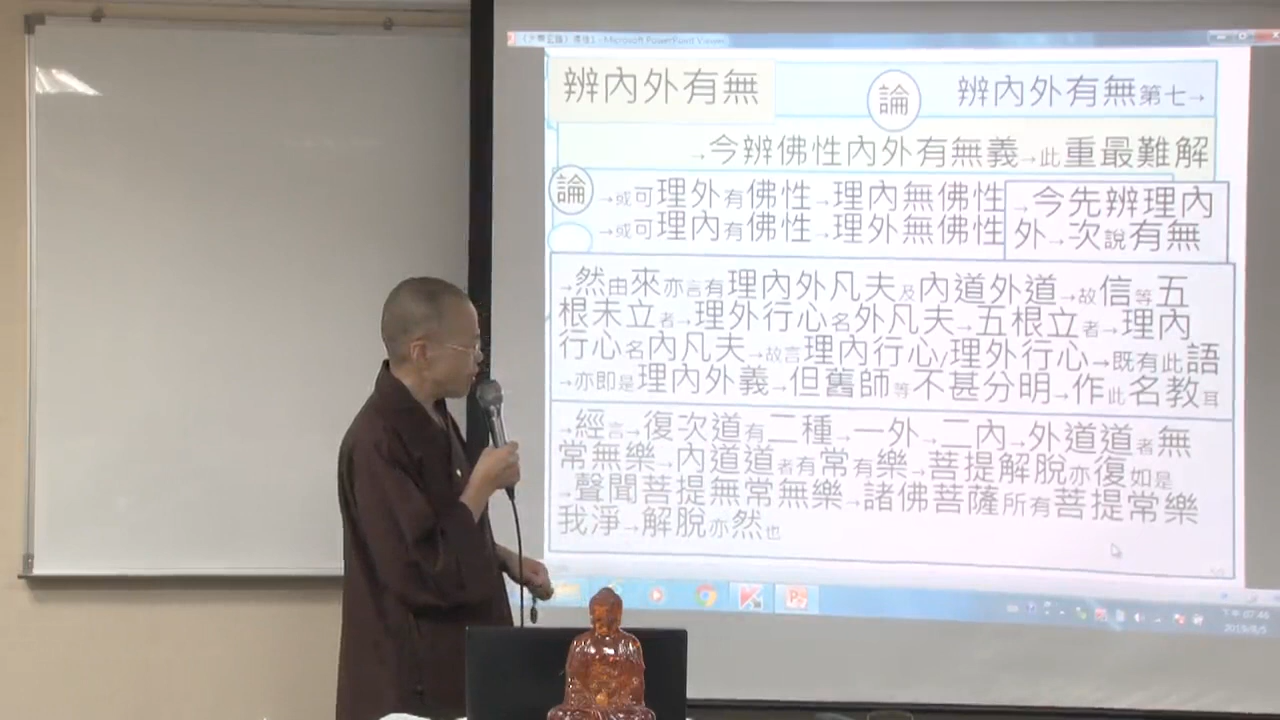 Microsoft PowerPoint Viewer
辨內外有無
論
辨內外有無第七→
→今辨佛性內外有無義→此重最難解
論
→或可理外有佛性→理內無佛性
→或可理內有佛性→理外無佛性
→今先辨理內
外→次說有無
→然由來亦言有理內外凡夫及內道外道→故信等五
根未立者→理外行心名外凡夫→五根立者→理內
行心名內凡夫→故言理內行心/理外行心→既有此語
→亦即是理內外義→但舊師等不甚分明→作此名教耳
→經言→復次道有二種→一外→二內→外道道者無
常無樂→內道道者有常有樂→菩提解脫亦復如是
→聲聞菩提無常無樂→諸佛菩薩所有菩提常樂
我淨→解脫亦然也
下午 07:46
2015/8/5